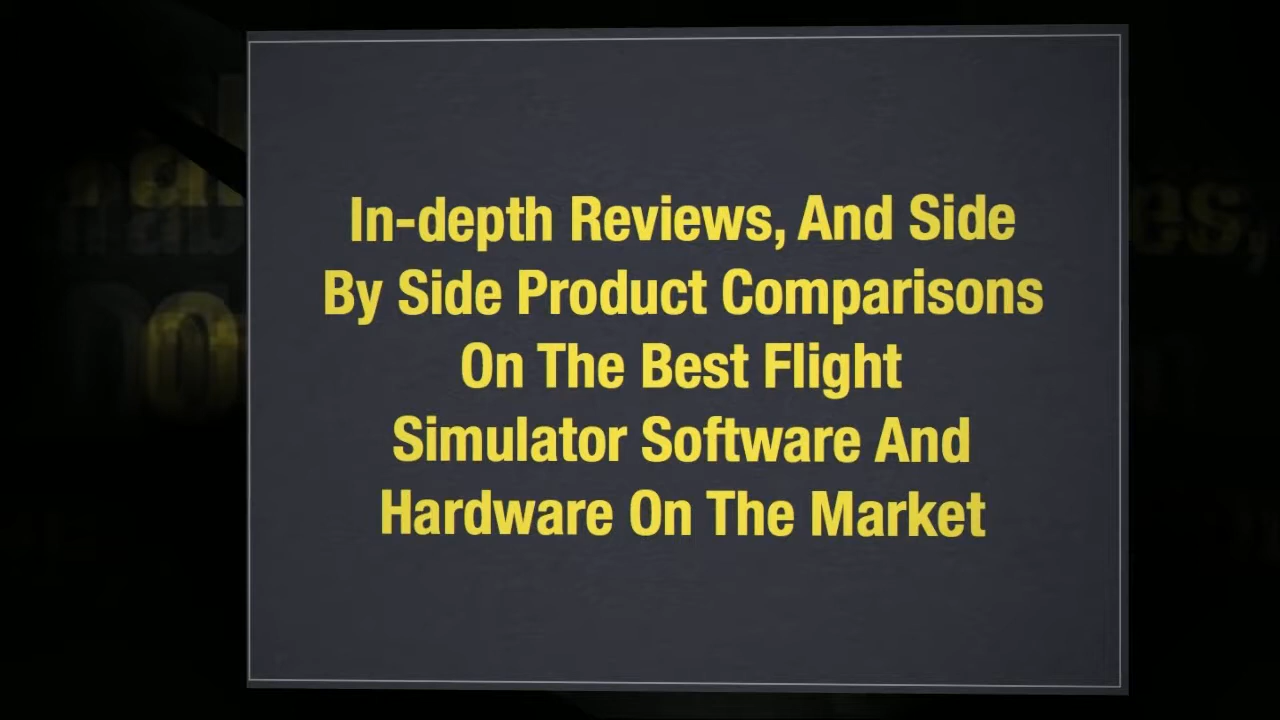 In-depth Reviews, And Side
By Side Product Comparisons
On The Best Flight
Simulator Software And
Hardware On The Market